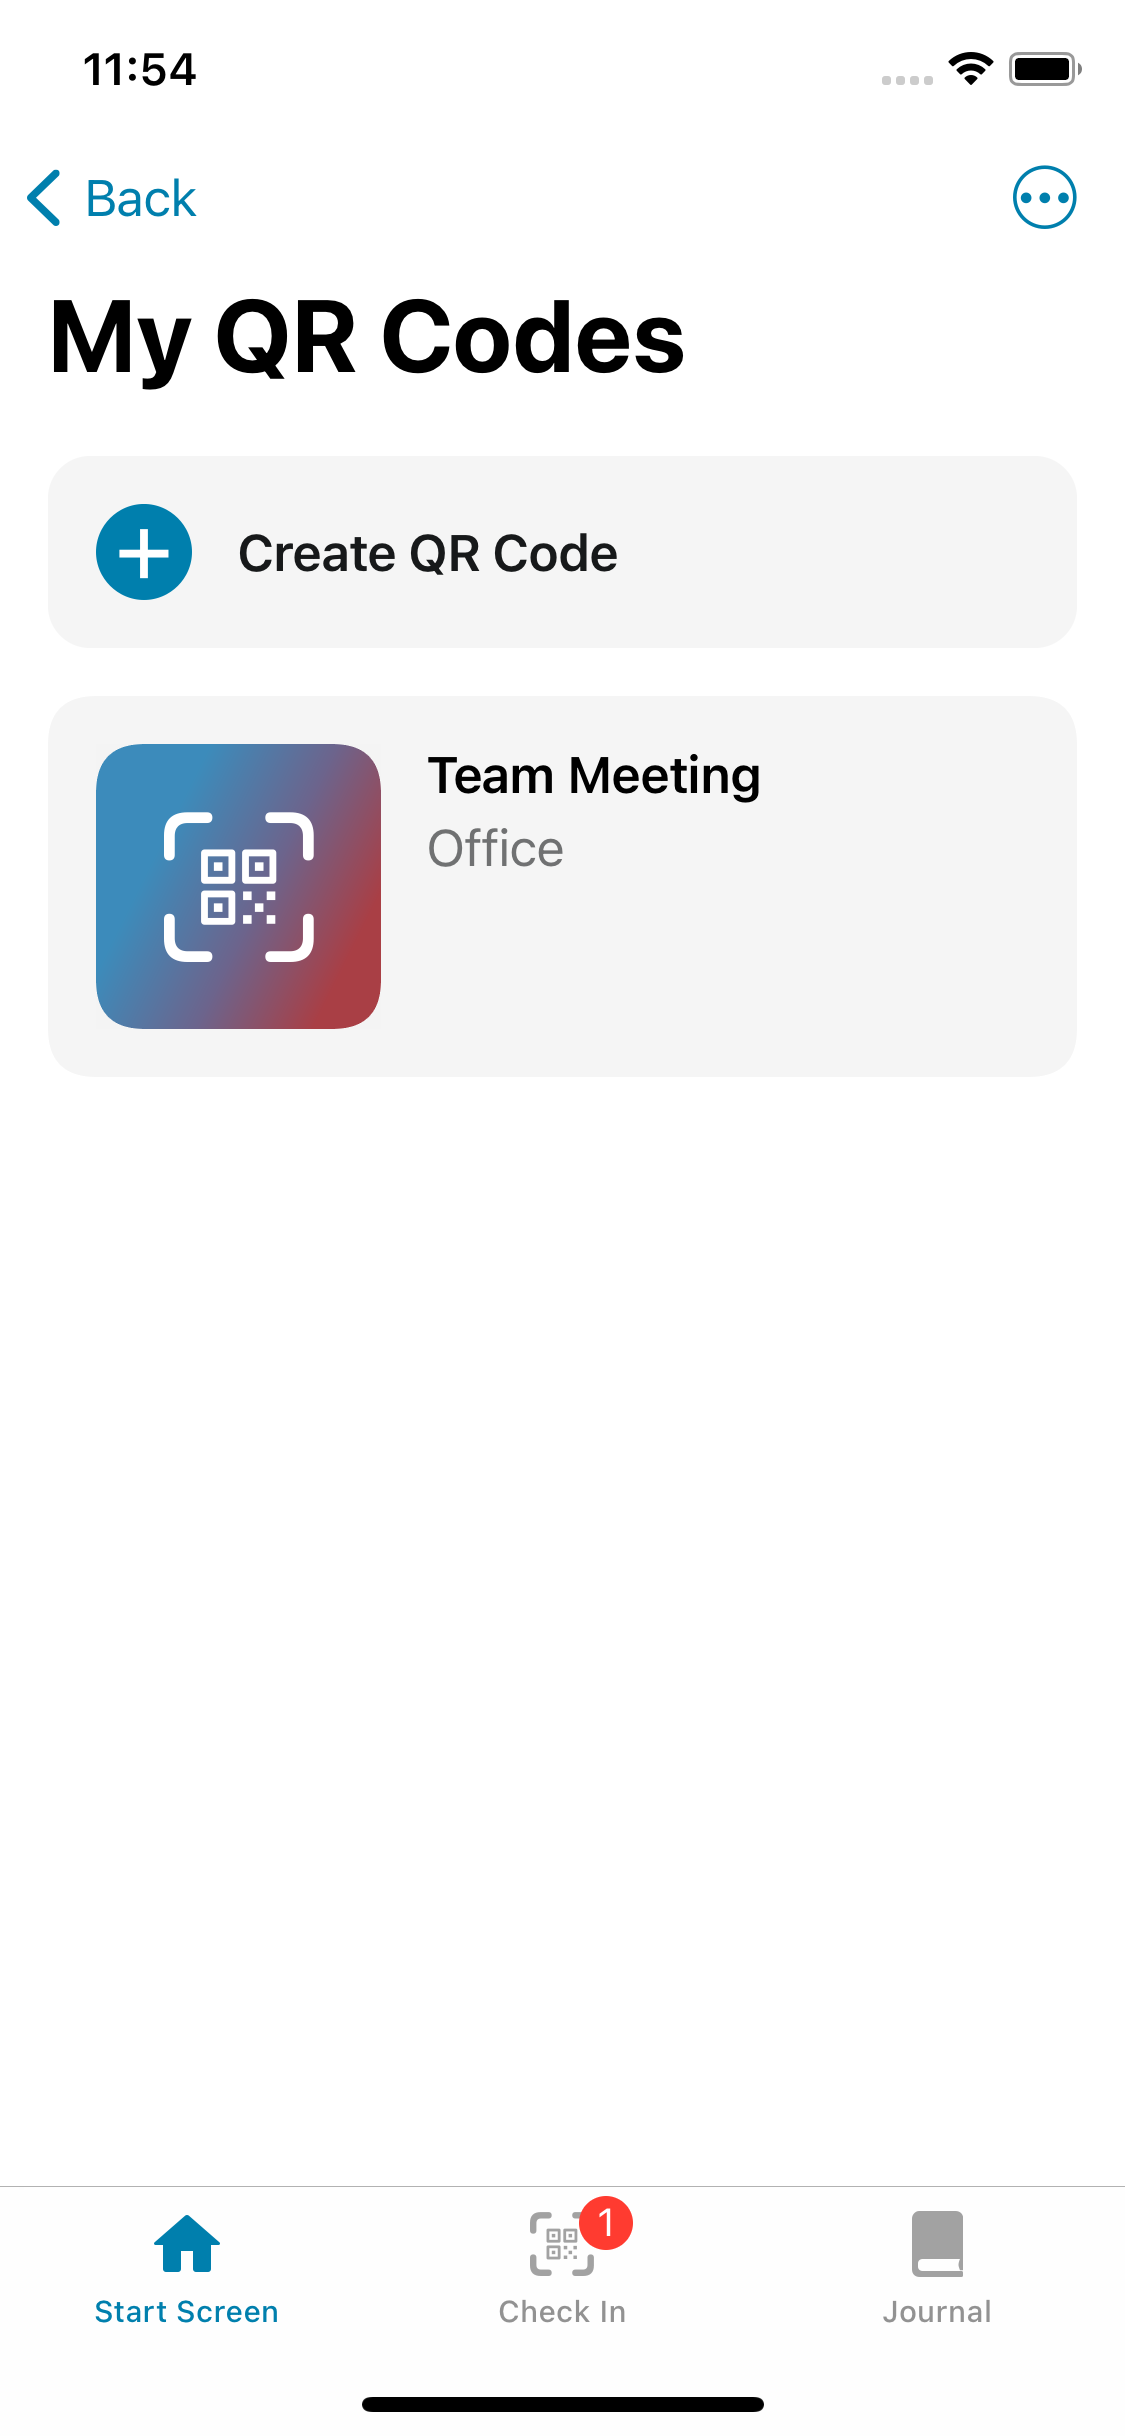 11:54
Back
My QR Codes
Create QR Code
Team Meeting
Office
1
Start Screen
Check In
Journal